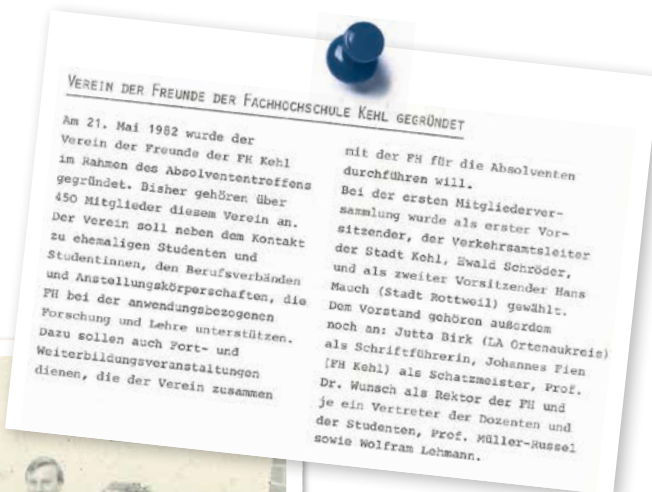 VEREIN DER FREUNDE DER FACHHOCHSCHULE KEHL GEGRÜNDET
Am 21. Mai 1982 wurde der
Verein der Freunde der FH Kehl
im Rahmen des Absolvententreffens
gegründet. Bisher gehören über
450 Mitglieder diesem Verein an.
Der Verein soll neben dem Kontakt
zu ehemaligen Studenten und
Studentinnen, den Berufsverbänden
und Anstellungskörperschaften, die
FH bei der anwendungsbezogenen
Forschung und Lehre unterstützen.
Dazu sollen auch Fort- und
Weiterbildungsveranstaltungen
dienen, die der Verein zusammen
mit der FH für die Absolventen
durchführen will.
Bei der ersten Mitgliederver-
sammlung wurde als erster Vor-
sitzender, der Verkehrsamtsleiter
der Stadt Kehl, Ewald Schröder,
und als zweiter Vorsitzender Hans
Mauch (Stadt Rottweil) gewählt.
Dem Vorstand gehören außerdem
noch an: Jutta Birk (LA Ortenaukreis)
als Schriftführerin, Johannes Fien
(FH Kehl) als Schatzmeister, Prof.
Dr. Wunsch als Rektor der FH und
je ein Vertreter der Dozenten und
der Studenten, Prof. Müller-Russel
sowie Wolfram Lehmann.